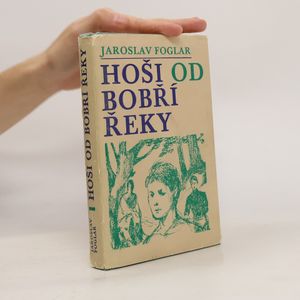 JAROSLAV FOGLAR
HOŠI OD
BOBŘÍ
ŘEKY
JAROSLAV
FOGLAR
HOŠI OD BOBŘÍ ŘEKY